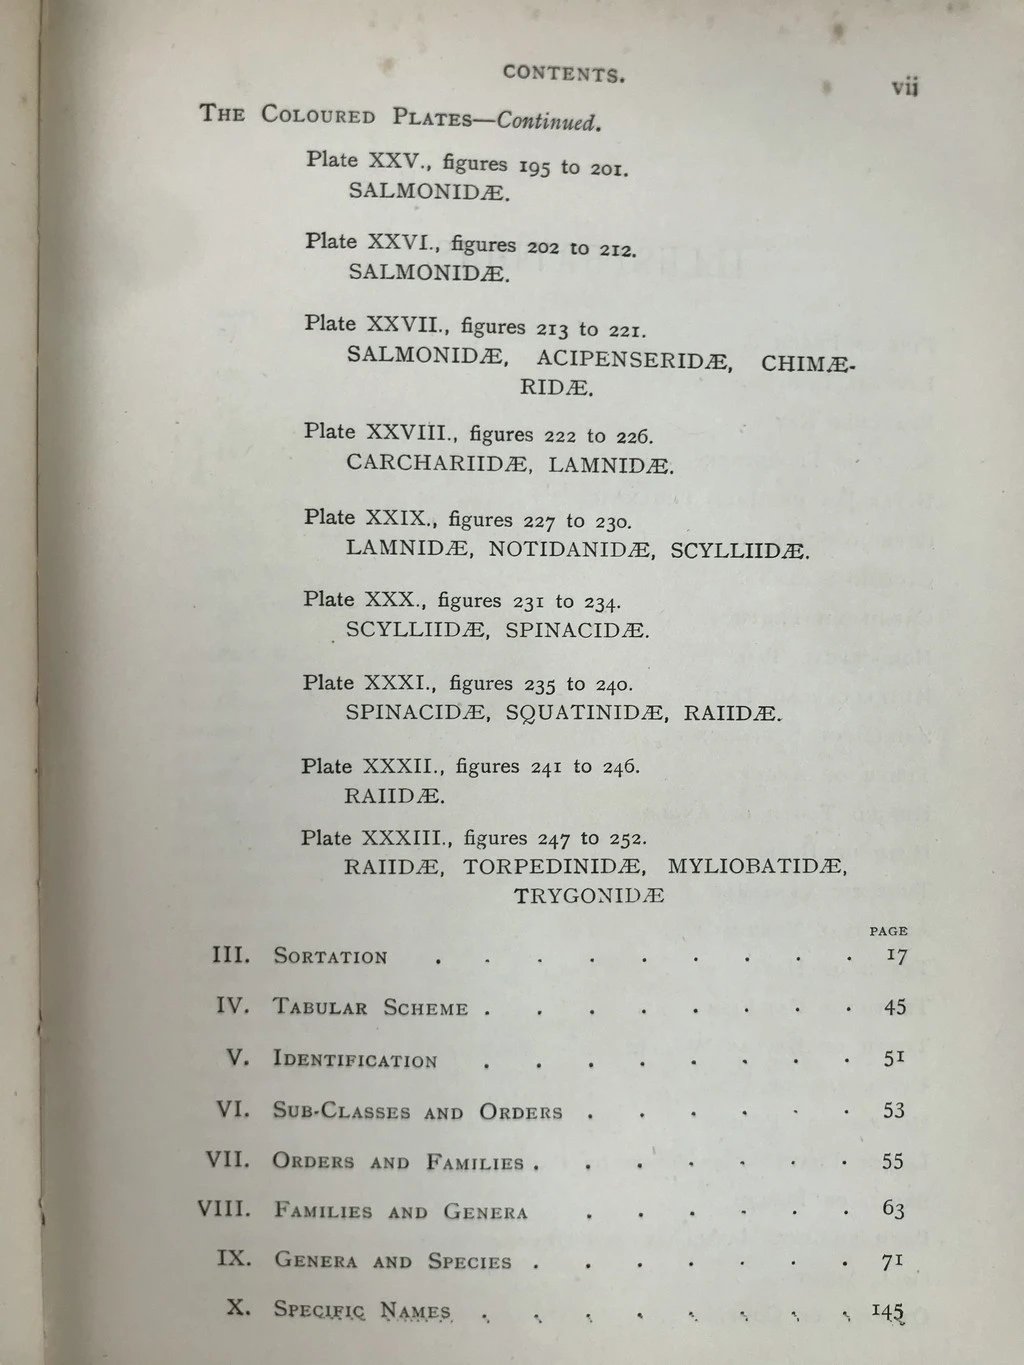 CONTENTS.
vii
THE COLOURED PLATES—Continued.
Plate XXV., figures 195 to 201.
SALMONIDÆ.
Plate XXVI., figures 202 to 212.
SALMONIDÆ.
Plate XXVII., figures 213 to 221.
SALMONIDÆ, ACIPENSERIDÆ, CHIMÆ-
RIDÆ.
Plate XXVIII., figures 222 to 226.
CARCHARIIDÆ, LAMNIDÆ.
Plate XXIX., figures 227 to 230.
LAMNIDÆ, NOTIDANIDÆ, SCYLLIIDÆ.
Plate XXX., figures 231 to 234.
SCYLLIIDÆ, SPINACIDÆ.
Plate XXXI., figures 235 to 240.
SPINACIDÆ, SQUATINIDÆ, RAIIDÆ.
Plate XXXII., figures 241 to 246.
RAIIDÆ.
Plate XXXIII., figures 247 to 252.
RAIIDÆ, TORPEDINIDÆ, MYLIOBATIDÆ,
TRYGONIDÆ
PAGE
III. SORTATION . . . . . . . . . 17
IV. TABULAR SCHEME . . . . . . . . 45
V. IDENTIFICATION . . . . . . . . 51
VI. SUB-CLASSES AND ORDERS . . . . . . 53
VII. ORDERS AND FAMILIES . . . . . . . 55
VIII. FAMILIES AND GENERA . . . . . . 63
IX. GENERA AND SPECIES . . . . . . . 71
X. SPECIFIC NAMES . . . . . . . . 145